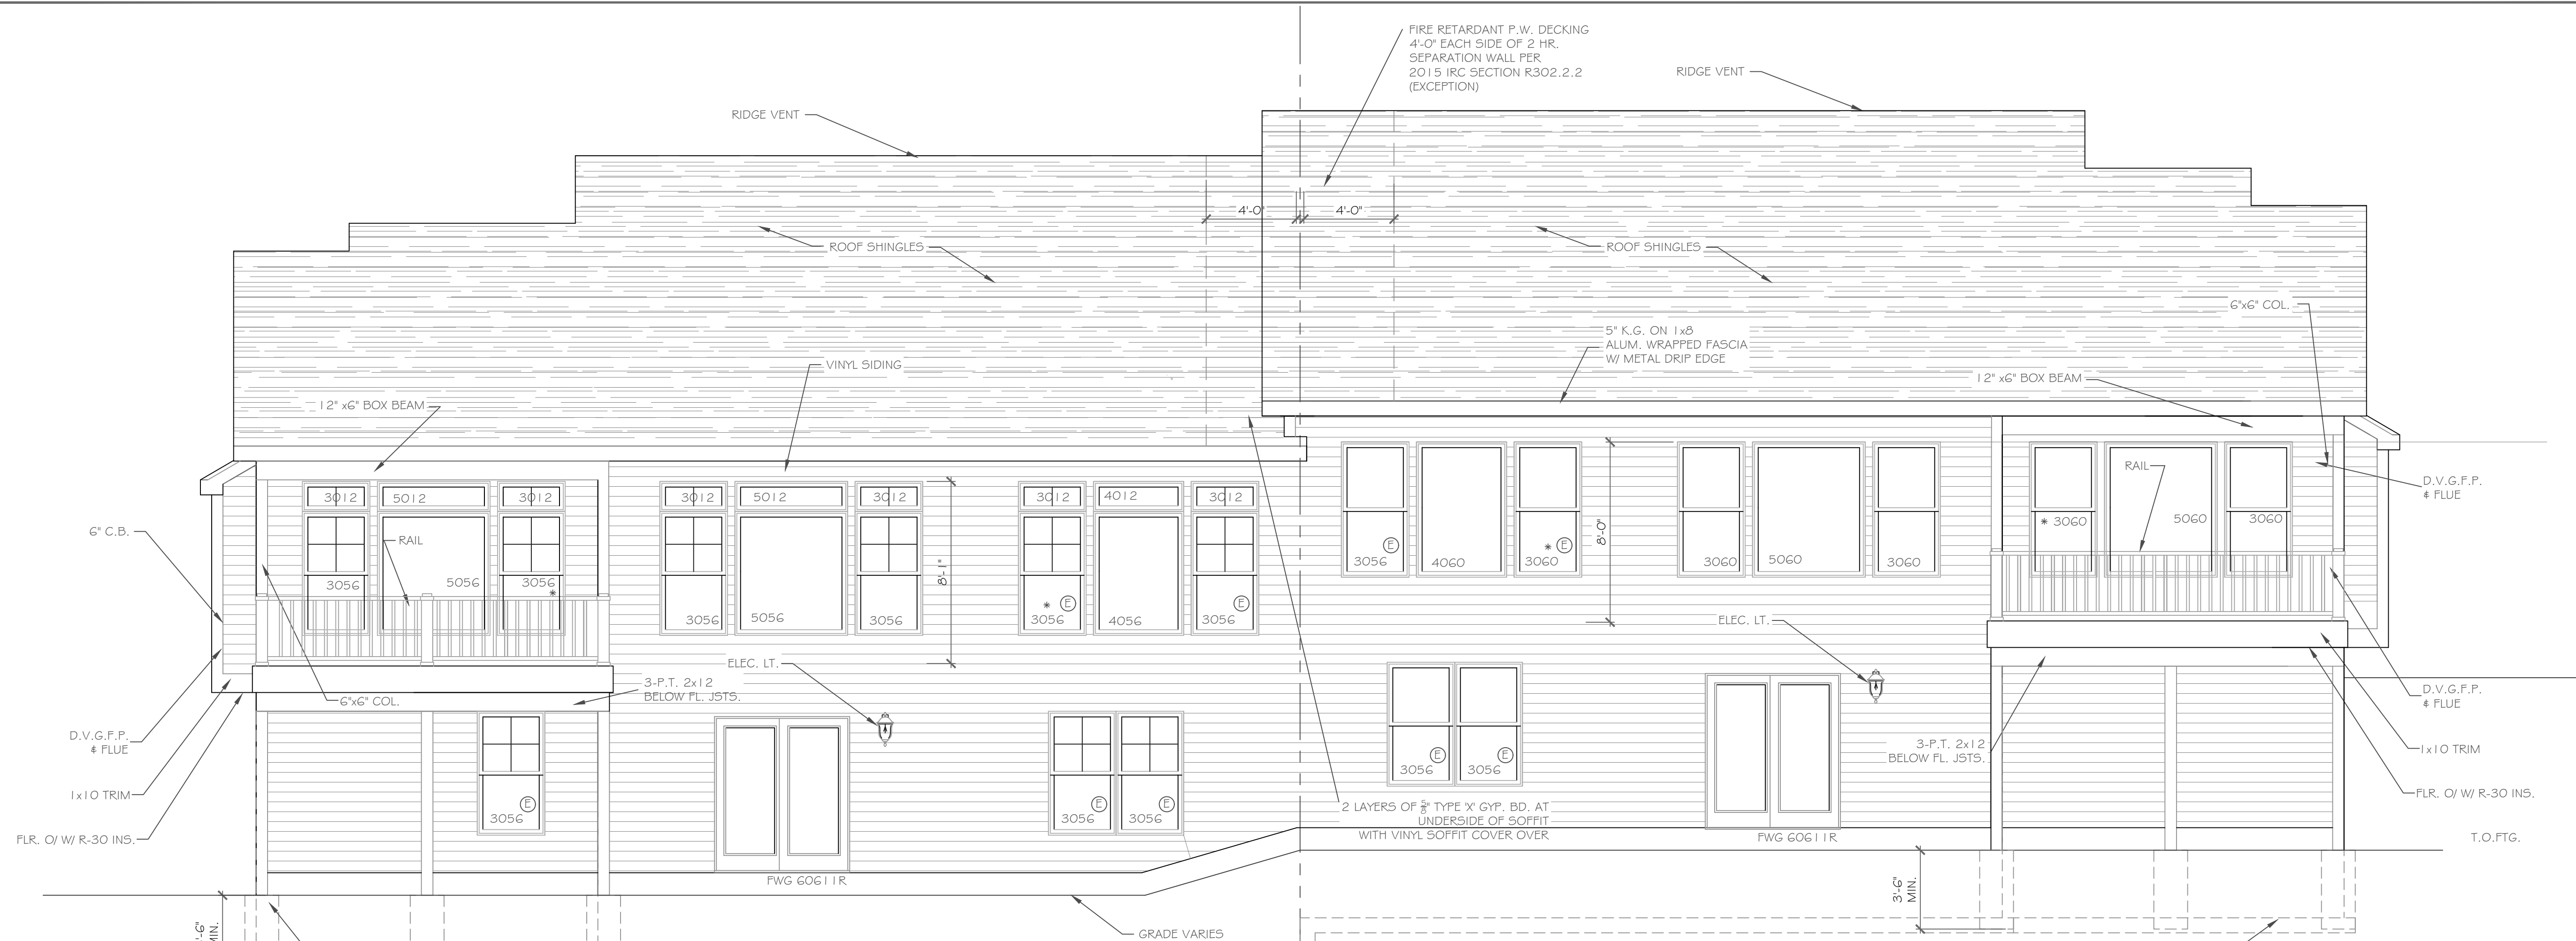 FIRE RETARDANT P.W. DECKING
4'-0" EACH SIDE OF 2 HR.
SEPARATION WALL PER
2015 IRC SECTION R302.2.2
(EXCEPTION)
RIDGE VENT
RIDGE VENT
4'-0"
4'-0"
ROOF SHINGLES
ROOF SHINGLES
6"x6" COL.
5" K.G. ON 1x8
ALUM. WRAPPED FASCIA
W/ METAL DRIP EDGE
VINYL SIDING
12" x6" BOX BEAM
12" x6" BOX BEAM
RAIL
D.V.G.F.P.
& FLUE
3012
5012
3012
3012
5012
3012
3012
4012
3012
6" C.B.
RAIL
8'-1"
8'-0"
* 3060
5060
3060
E
* E
3056
4060
3060
3060
5060
3060
3056
5056
3056
*
3056
5056
3056
* E
3056
4056
E
3056
ELEC. LT.
ELEC. LT.
3-P.T. 2x12
BELOW FL. JSTS.
6"x6" COL.
D.V.G.F.P.
& FLUE
D.V.G.F.P.
& FLUE
3-P.T. 2x12
BELOW FL. JSTS.
1x10 TRIM
E
3056
E
3056
1x10 TRIM
FLR. O/ W/ R-30 INS.
E
3056
E
3056
E
3056
2 LAYERS OF 5/8" TYPE 'X' GYP. BD. AT
UNDERSIDE OF SOFFIT
WITH VINYL SOFFIT COVER OVER
FLR. O/ W/ R-30 INS.
FWG 60611R
T.O.FTG.
FWG 60611R
3'-6"
MIN.
GRADE VARIES